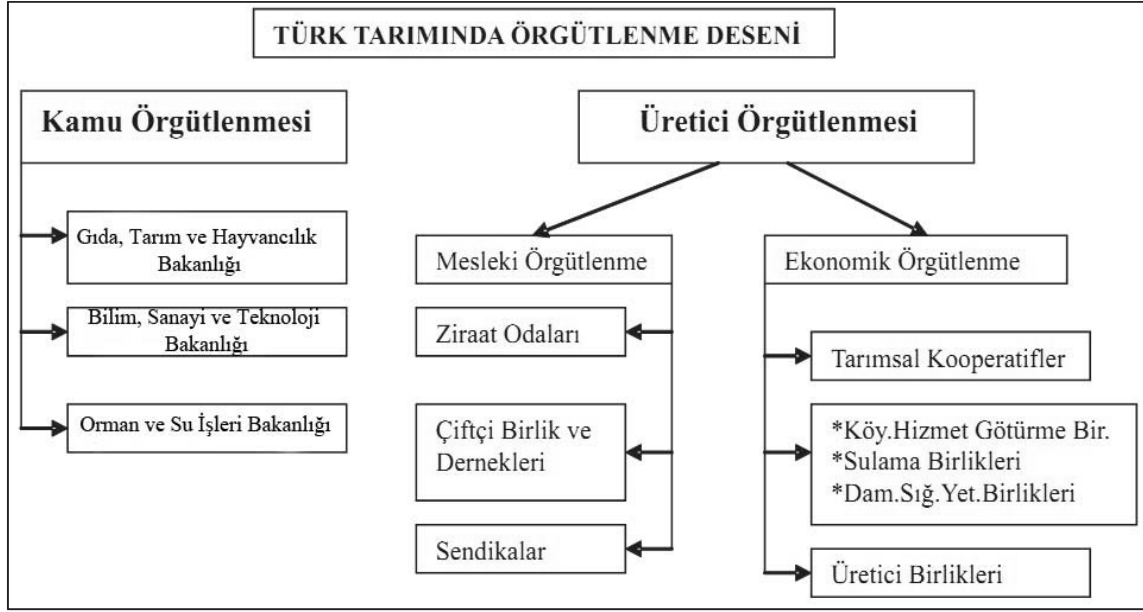 TÜRK TARIMINDA ÖRGÜTLENME DESENİ
Kamu Örgütlenmesi
Gıda, Tarım ve Hayvancılık
Bakanlığı
Bilim, Sanayi ve Teknoloji
Bakanlığı
Orman ve Su İşleri Bakanlığı
Üretici Örgütlenmesi
Mesleki Örgütlenme
Ziraat Odaları
Çiftçi Birlik ve
Dernekleri
Sendikalar
Ekonomik Örgütlenme
Tarımsal Kooperatifler
*Köy.Hizmet Götürme Bir.
*Sulama Birlikleri
*Dam.Sığ.Yet.Birlikleri
Üretici Birlikleri